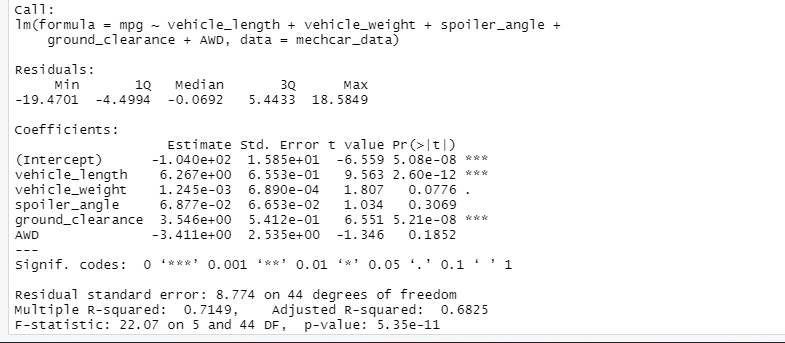 Call:
lm(formula = mpg ~ vehicle_length + vehicle_weight + spoiler_angle +
    ground_clearance + AWD, data = mechcar_data)
Residuals:
     Min       1Q   Median       3Q      Max
-19.4701  -4.4994  -0.0692   5.4433  18.5849
Coefficients:
                   Estimate Std. Error t value Pr(>|t|)
(Intercept)      -1.040e+02  1.585e+01  -6.559 5.08e-08 ***
vehicle_length    6.267e+00  6.553e-01   9.563 2.60e-12 ***
vehicle_weight    1.245e-03  6.890e-04   1.807   0.0776 .
spoiler_angle     6.877e-02  6.653e-02   1.034   0.3069
ground_clearance  3.546e+00  5.412e-01   6.551 5.21e-08 ***
AWD              -3.411e+00  2.535e+00  -1.346   0.1852
---
Signif. codes:  0 ‘***’ 0.001 ‘**’ 0.01 ‘*’ 0.05 ‘.’ 0.1 ‘ ’ 1
Residual standard error: 8.774 on 44 degrees of freedom
Multiple R-squared:  0.7149,    Adjusted R-squared:  0.6825
F-statistic: 22.07 on 5 and 44 DF,  p-value: 5.35e-11